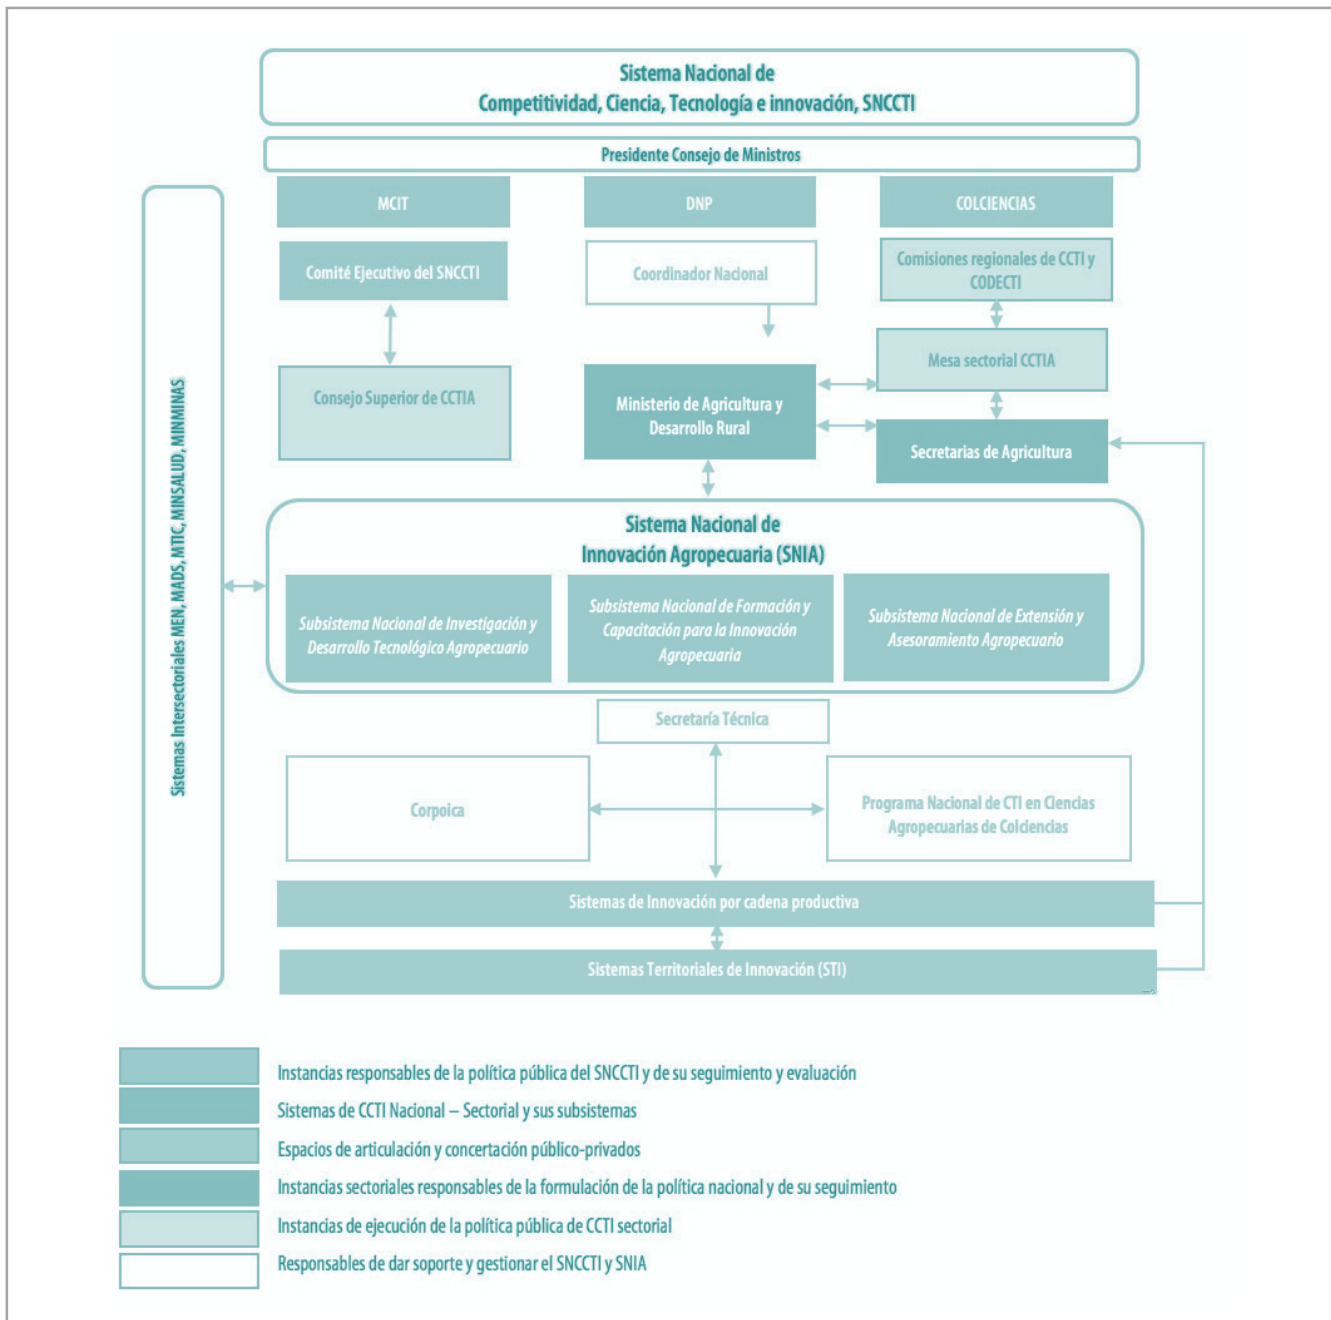 Sistema Nacional de
Competitividad, Ciencia, Tecnología e innovación, SNCCTI
Presidente Consejo de Ministros
MCIT
DNP
COLCIENCIAS
Comité Ejecutivo del SNCCTI
Coordinador Nacional
Comisiones regionales de CCTI y
CODECTI
Mesa sectorial CCTIA
Consejo Superior de CCTIA
Ministerio de Agricultura y
Desarrollo Rural
Secretarias de Agricultura
Sistemas Intersectoriales MEN, MADS, MTIC, MINSALUD, MINMINAS
Sistema Nacional de
Innovación Agropecuaria (SNIA)
Subsistema Nacional de Investigación y
Desarrollo Tecnológico Agropecuario
Subsistema Nacional de Formación y
Capacitación para la Innovación
Agropecuaria
Subsistema Nacional de Extensión y
Asesoramiento Agropecuario
Secretaría Técnica
Corpoica
Programa Nacional de CTI en Ciencias
Agropecuarias de Colciencias
Sistemas de Innovación por cadena productiva
Sistemas Territoriales de Innovación (STI)
Instancias responsables de la política pública del SNCCTI y de su seguimiento y evaluación
Sistemas de CCTI Nacional – Sectorial y sus subsistemas
Espacios de articulación y concertación público-privados
Instancias sectoriales responsables de la formulación de la política nacional y de su seguimiento
Instancias de ejecución de la política pública de CCTI sectorial
Responsables de dar soporte y gestionar el SNCCTI y SNIA